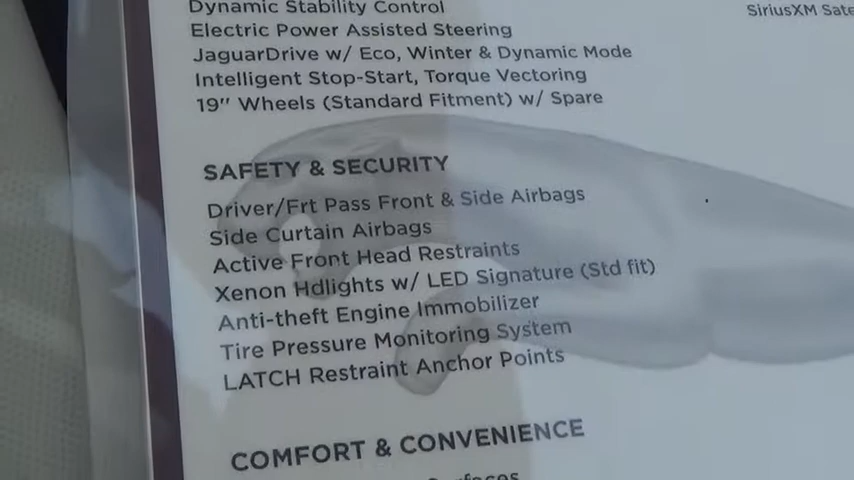 Dynamic Stability Control
SiriusXM
Electric Power Assisted Steering
JaguarDrive w/ Eco, Winter & Dynamic Mode
Intelligent Stop-Start, Torque Vectoring
19" Wheels (Standard Fitment) w/ Spare
SAFETY & SECURITY
Driver/Frt Pass Front & Side Airbags
Side Curtain Airbags
Active Front Head Restraints
Xenon Hdlights w/ LED Signature (Std fit)
Anti-theft Engine Immobilizer
Tire Pressure Monitoring System
LATCH Restraint Anchor Points
COMFORT & CONVENIENCE